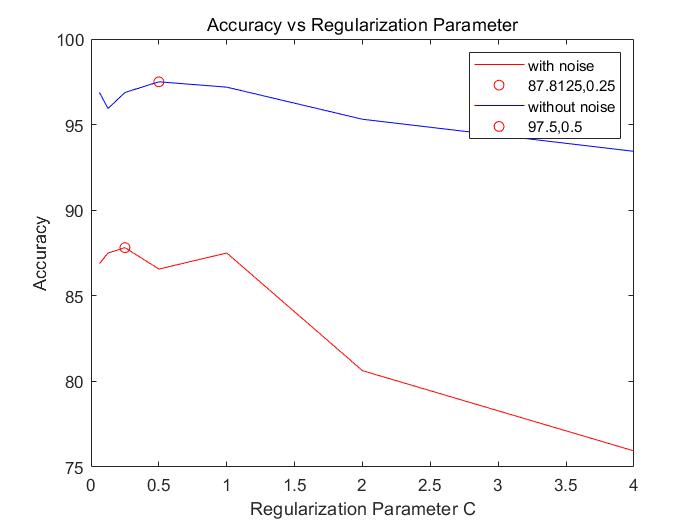 Accuracy vs Regularization Parameter
100
95
90
85
80
75
Accuracy
with noise
87.8125,0.25
without noise
97.5,0.5
0 0.5 1 1.5 2 2.5 3 3.5 4
Regularization Parameter C